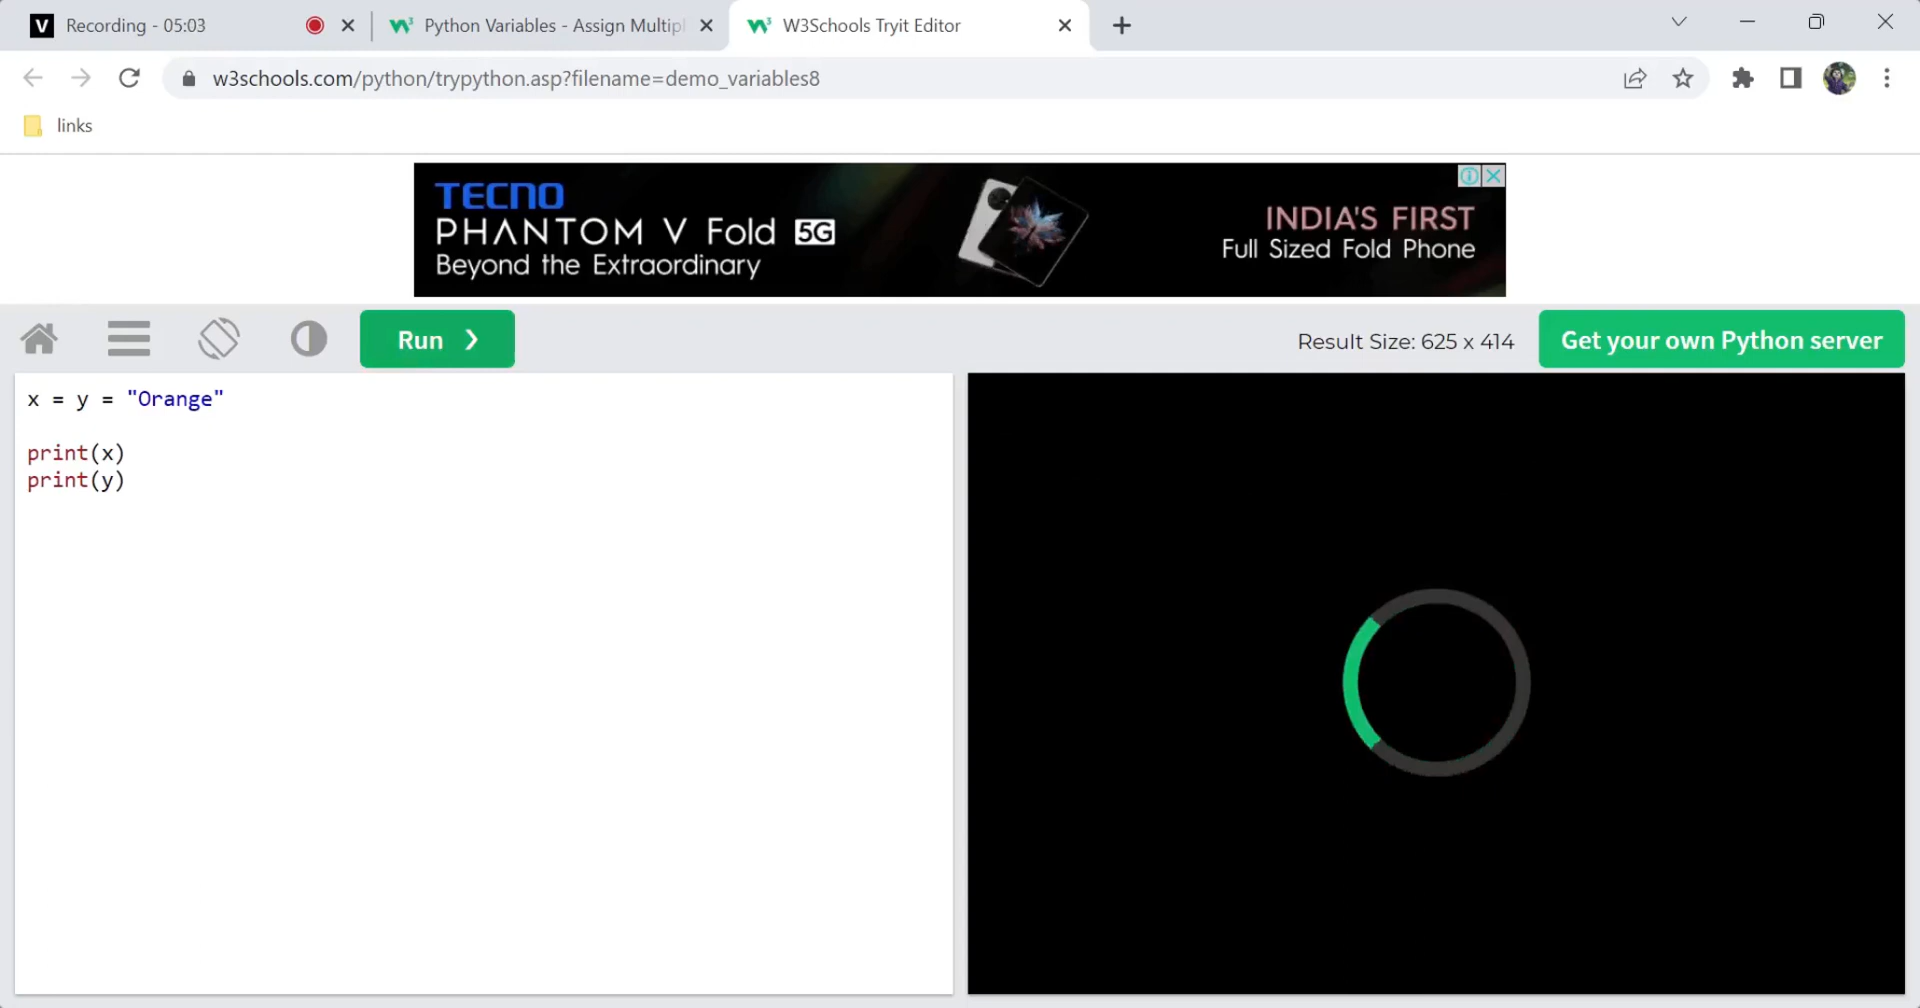 Recording - 05:03
Python Variables - Assign Multipl
W3Schools Tryit Editor
w3schools.com/python/trypython.asp?filename=demo_variables8
links
TECNO
PHANTOM V Fold 5G
Beyond the Extraordinary
INDIA'S FIRST
Full Sized Fold Phone
Run ❯
Result Size: 625 x 414
Get your own Python server
x = y = "Orange"
print(x)
print(y)